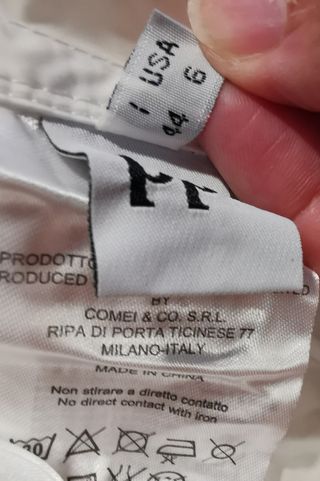 I USA
44 6
PRODOTTO
RODUCED
BY
COMEI & CO. S.R.L.
RIPA DI PORTA TICINESE 77
MILANO-ITALY
MADE IN CHINA
Non stirare a diretto contatto
No direct contact with iron
30